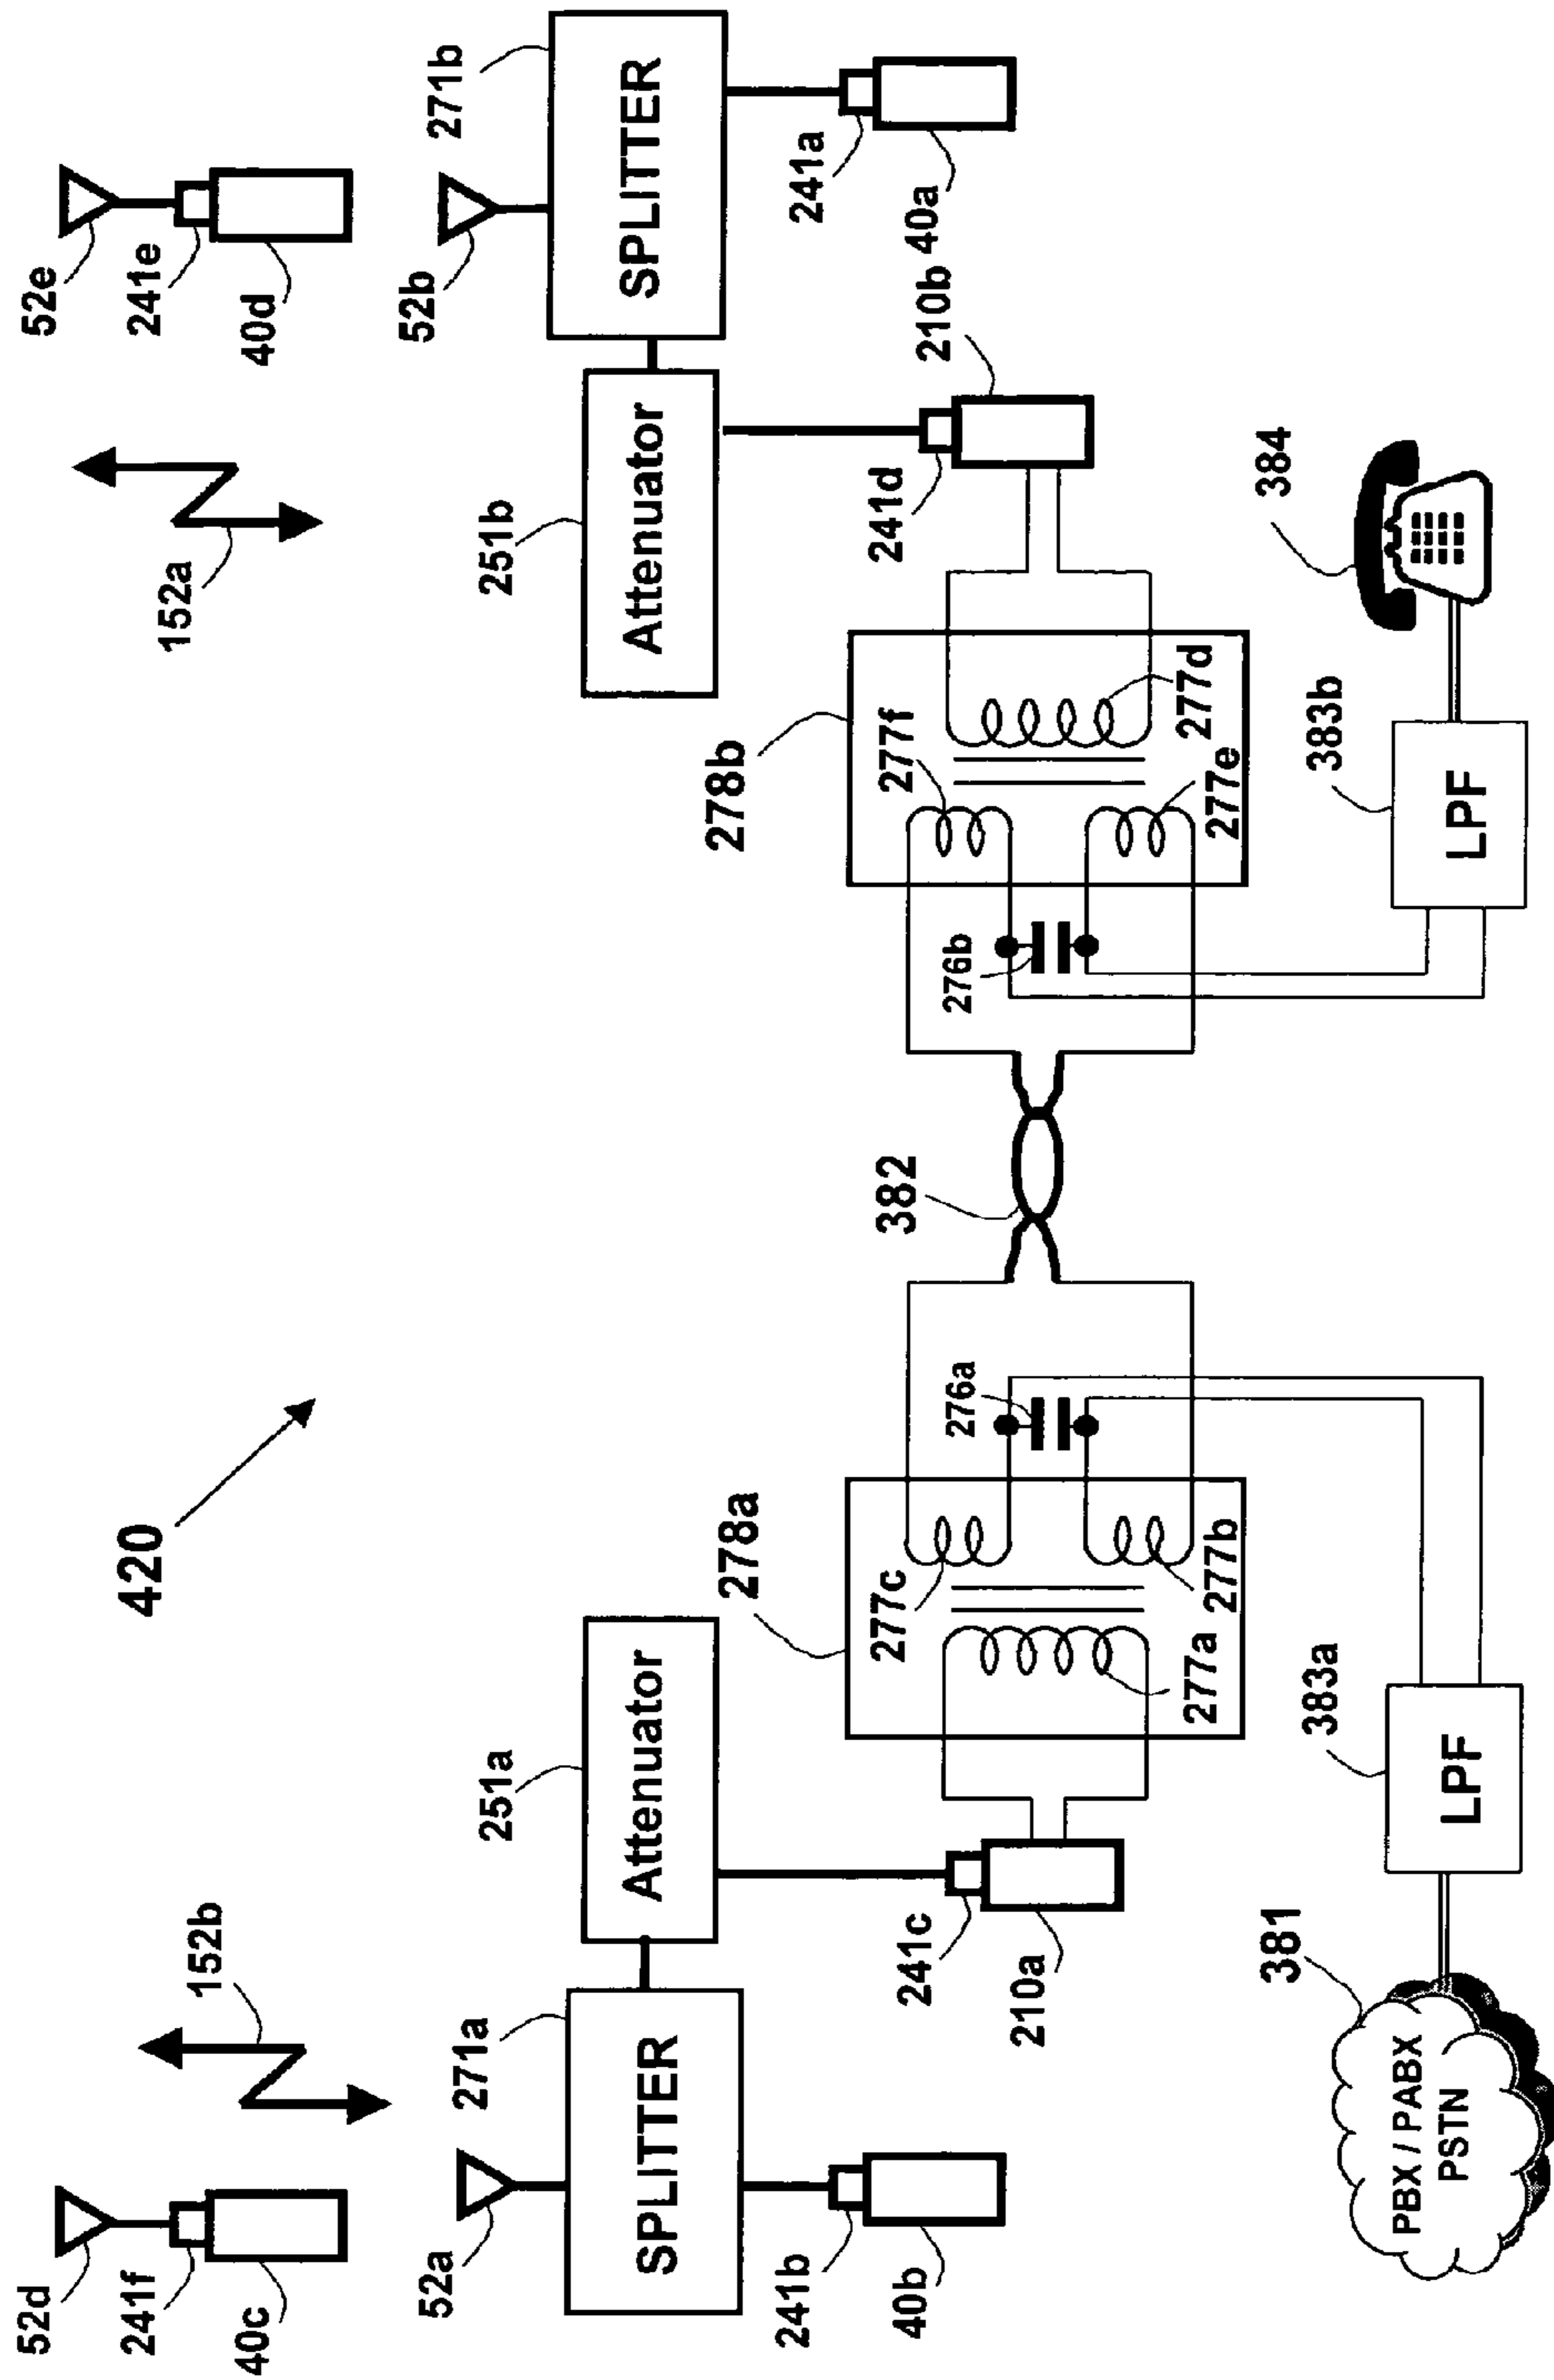 420
52d
241f
40c
152b
52a
271a
SPLITTER
241b
40b
251a
Attenuator
241c
210a
278a
277c
277a
277b
276a
382
381
PBX / PABX
PSTN
383a
LPF
52e
241e
40d
152a
52b
271b
SPLITTER
241a
40a
251b
Attenuator
241d
210b
278b
277f
277d
277e
276b
383b
LPF
384